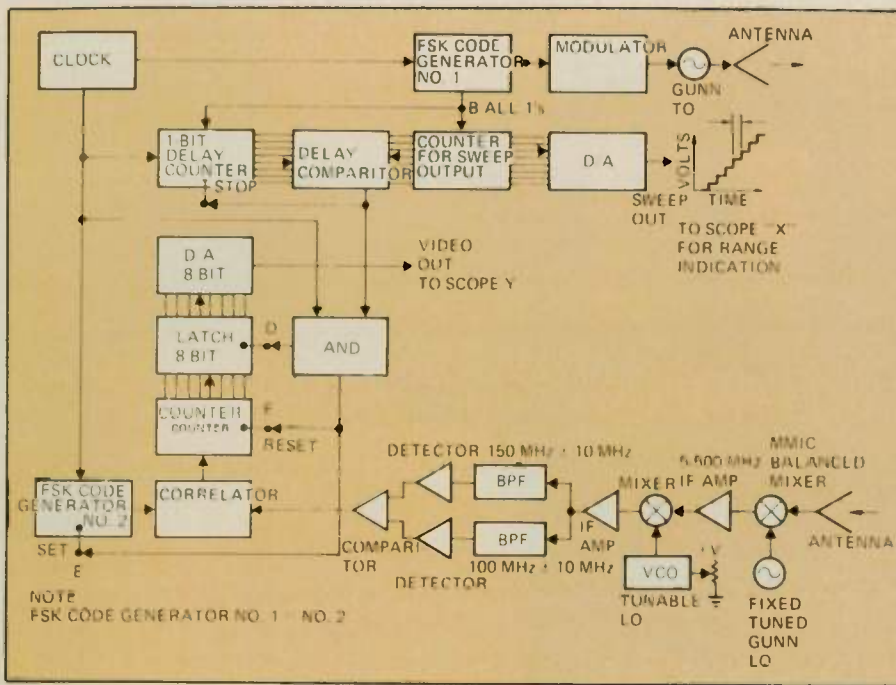 CLOCK
FSK CODE
GENERATOR
NO. 1
MODULATOR
ANTENNA
GUNN
TO
B ALL 1's
1-BIT
DELAY
COUNTER
STOP
DELAY
COMPARITOR
COUNTER
FOR SWEEP
OUTPUT
D A
VOLTS
TIME
SWEEP
OUT
TO SCOPE "X"
FOR RANGE
INDICATION
D A
8 BIT
VIDEO
OUT
TO SCOPE Y
LATCH
8 BIT
D
AND
COUNTER
COUNTER
RESET
FSK CODE
GENERATOR
NO. 2
CORRELATOR
SET
E
COMPARI
TOR
DETECTOR 150 MHz + 10 MHz
BPF
BPF
100 MHz + 10 MHz
DETECTOR
IF
AMP
MIXER
MHz
IF AMP
MMIC
BALANCED
MIXER
ANTENNA
VCO
V
TUNABLE
LO
FIXED
TUNED
GUNN
LO
NOTE
FSK CODE GENERATOR NO. 1 NO. 2